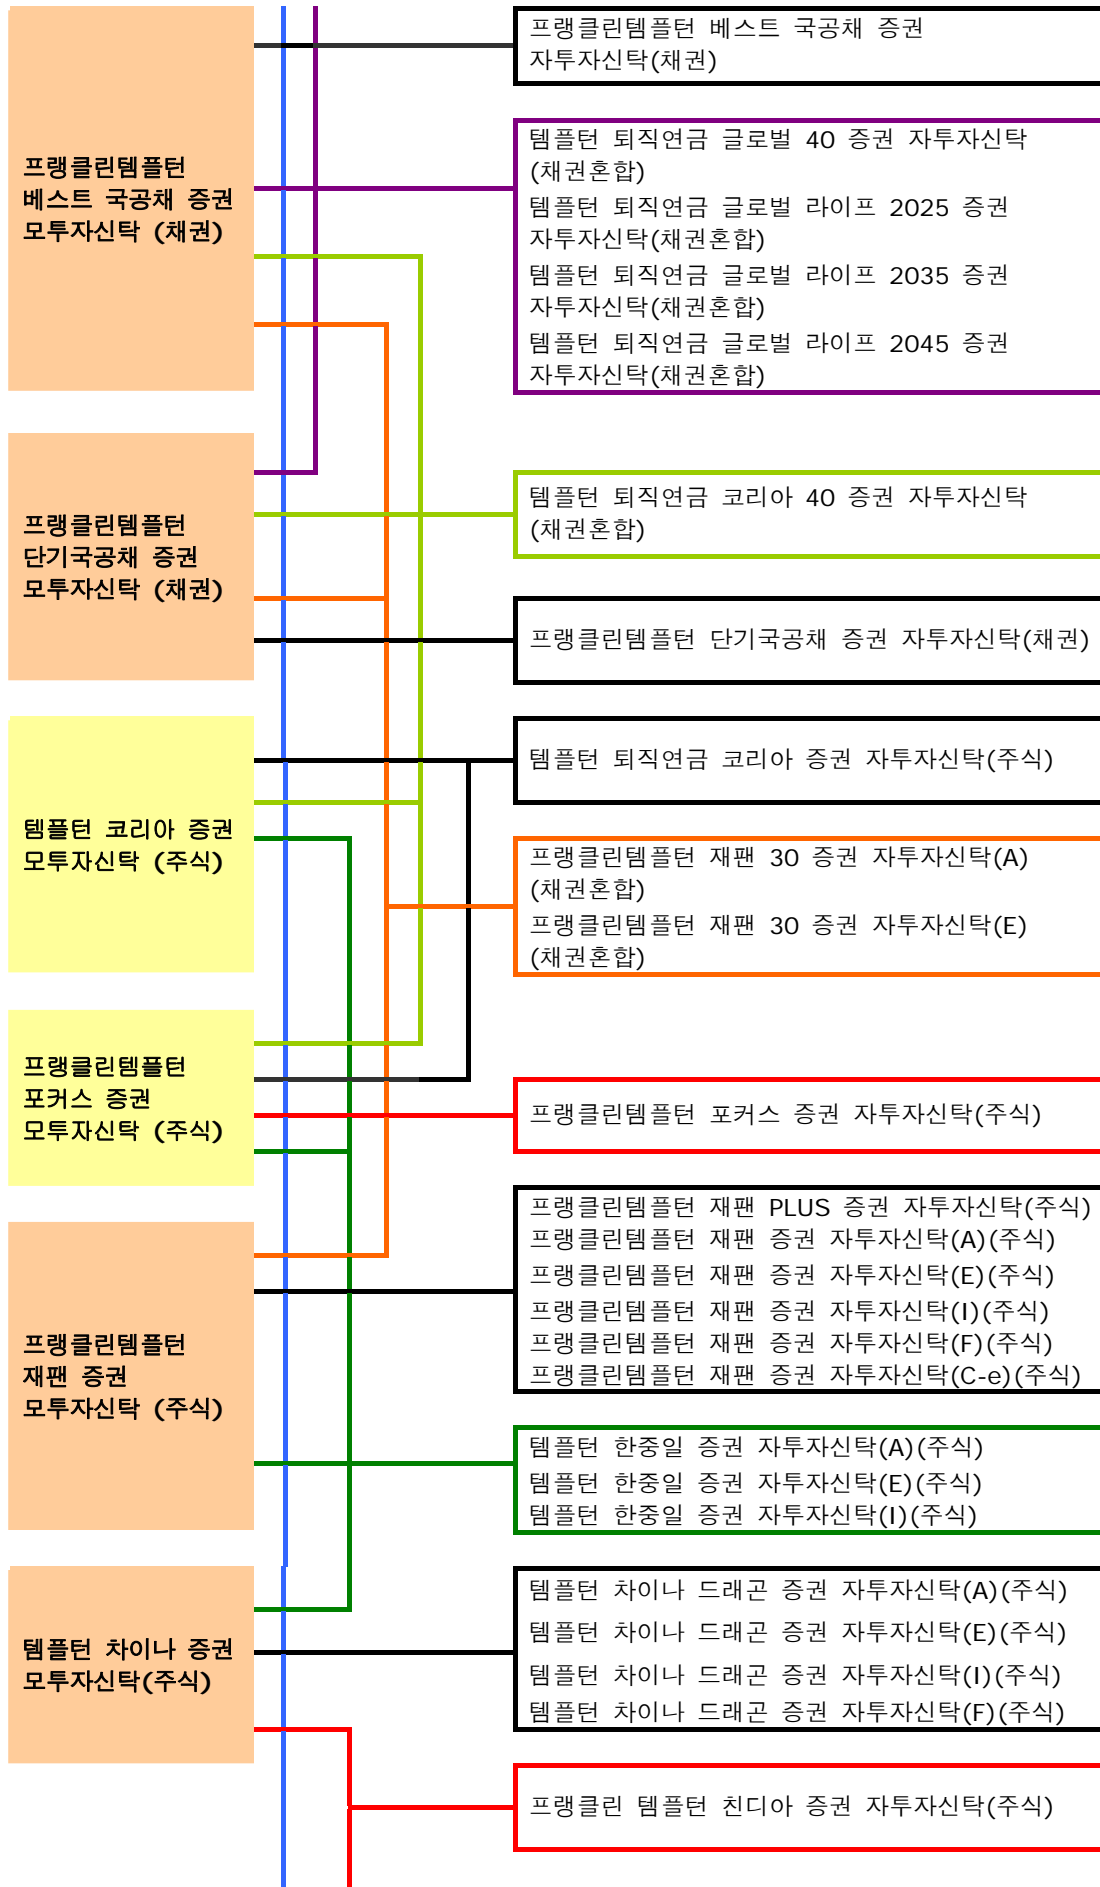 프랭클린템플턴
베스트 국공채 증권
모투자신탁 (채권)
프랭클린템플턴 베스트 국공채 증권
자투자신탁(채권)
템플턴 퇴직연금 글로벌 40 증권 자투자신탁
(채권혼합)
템플턴 퇴직연금 글로벌 라이프 2025 증권
자투자신탁(채권혼합)
템플턴 퇴직연금 글로벌 라이프 2035 증권
자투자신탁(채권혼합)
템플턴 퇴직연금 글로벌 라이프 2045 증권
자투자신탁(채권혼합)
프랭클린템플턴
단기국공채 증권
모투자신탁 (채권)
템플턴 퇴직연금 코리아 40 증권 자투자신탁
(채권혼합)
프랭클린템플턴 단기국공채 증권 자투자신탁(채권)
템플턴 코리아 증권
모투자신탁 (주식)
템플턴 퇴직연금 코리아 증권 자투자신탁(주식)
프랭클린템플턴 재팬 30 증권 자투자신탁(A)
(채권혼합)
프랭클린템플턴 재팬 30 증권 자투자신탁(E)
(채권혼합)
프랭클린템플턴
포커스 증권
모투자신탁 (주식)
프랭클린템플턴 포커스 증권 자투자신탁(주식)
프랭클린템플턴
재팬 증권
모투자신탁 (주식)
프랭클린템플턴 재팬 PLUS 증권 자투자신탁(주식)
프랭클린템플턴 재팬 증권 자투자신탁(A)(주식)
프랭클린템플턴 재팬 증권 자투자신탁(E)(주식)
프랭클린템플턴 재팬 증권 자투자신탁(I)(주식)
프랭클린템플턴 재팬 증권 자투자신탁(F)(주식)
프랭클린템플턴 재팬 증권 자투자신탁(C-e)(주식)
템플턴 한중일 증권 자투자신탁(A)(주식)
템플턴 한중일 증권 자투자신탁(E)(주식)
템플턴 한중일 증권 자투자신탁(I)(주식)
템플턴 차이나 증권
모투자신탁(주식)
템플턴 차이나 드래곤 증권 자투자신탁(A)(주식)
템플턴 차이나 드래곤 증권 자투자신탁(E)(주식)
템플턴 차이나 드래곤 증권 자투자신탁(I)(주식)
템플턴 차이나 드래곤 증권 자투자신탁(F)(주식)
프랭클린 템플턴 친디아 증권 자투자신탁(주식)